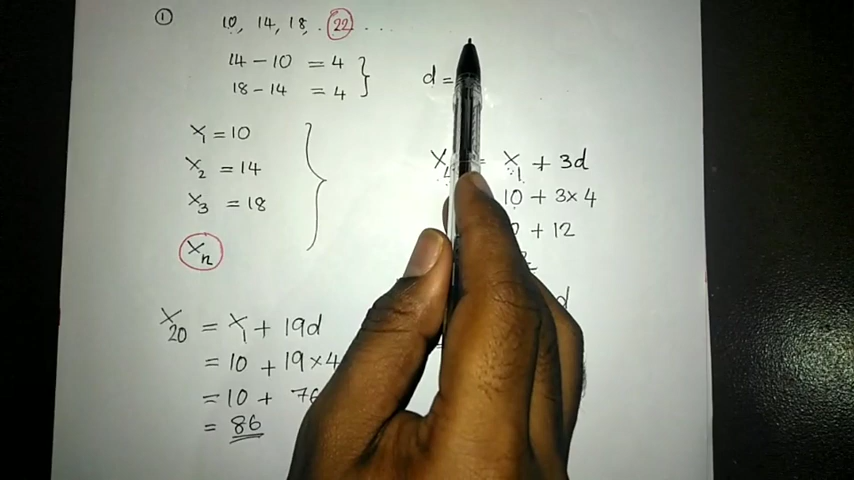 ① 10, 14, 18, . 22 . . . .
14 - 10 = 4
18 - 14 = 4
d =
x₁ = 10
x₂ = 14
x₃ = 18
xₙ
x₄ = x₁ + 3d
10 + 3×4
+ 12
d
x₂₀ = x₁ + 19d
= 10 + 19×4
= 10 + 76
= 86